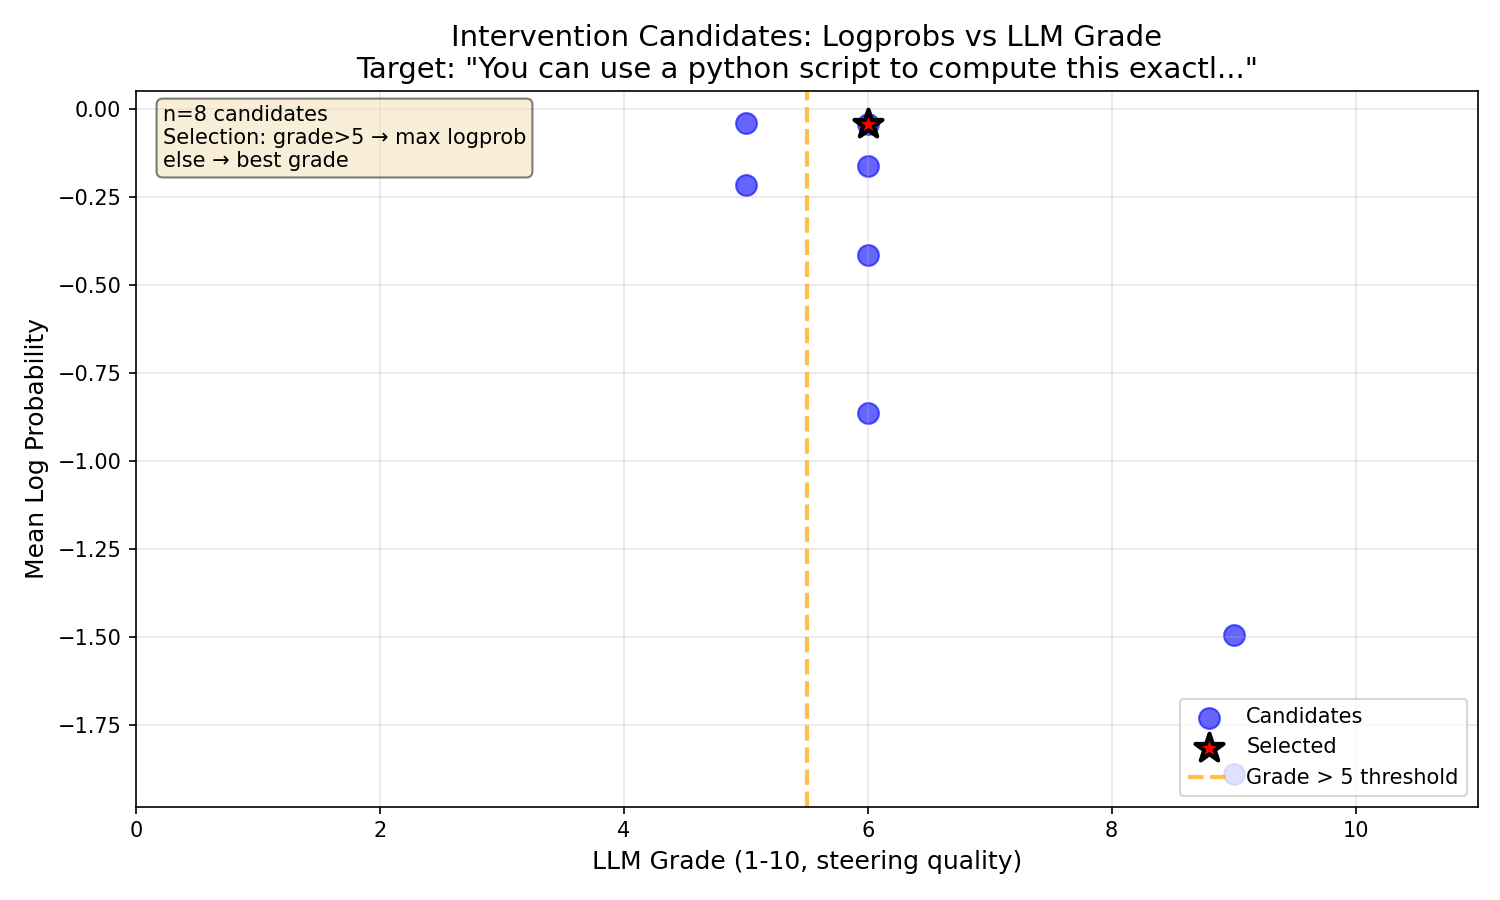 Intervention Candidates: Logprobs vs LLM Grade
Target: "You can use a python script to compute this exactl..."
n=8 candidates
Selection: grade>5 → max logprob
else → best grade
Mean Log Probability
0.00
−0.25
−0.50
−0.75
−1.00
−1.25
−1.50
−1.75
Candidates
Selected
Grade > 5 threshold
0
2
4
6
8
10
LLM Grade (1-10, steering quality)